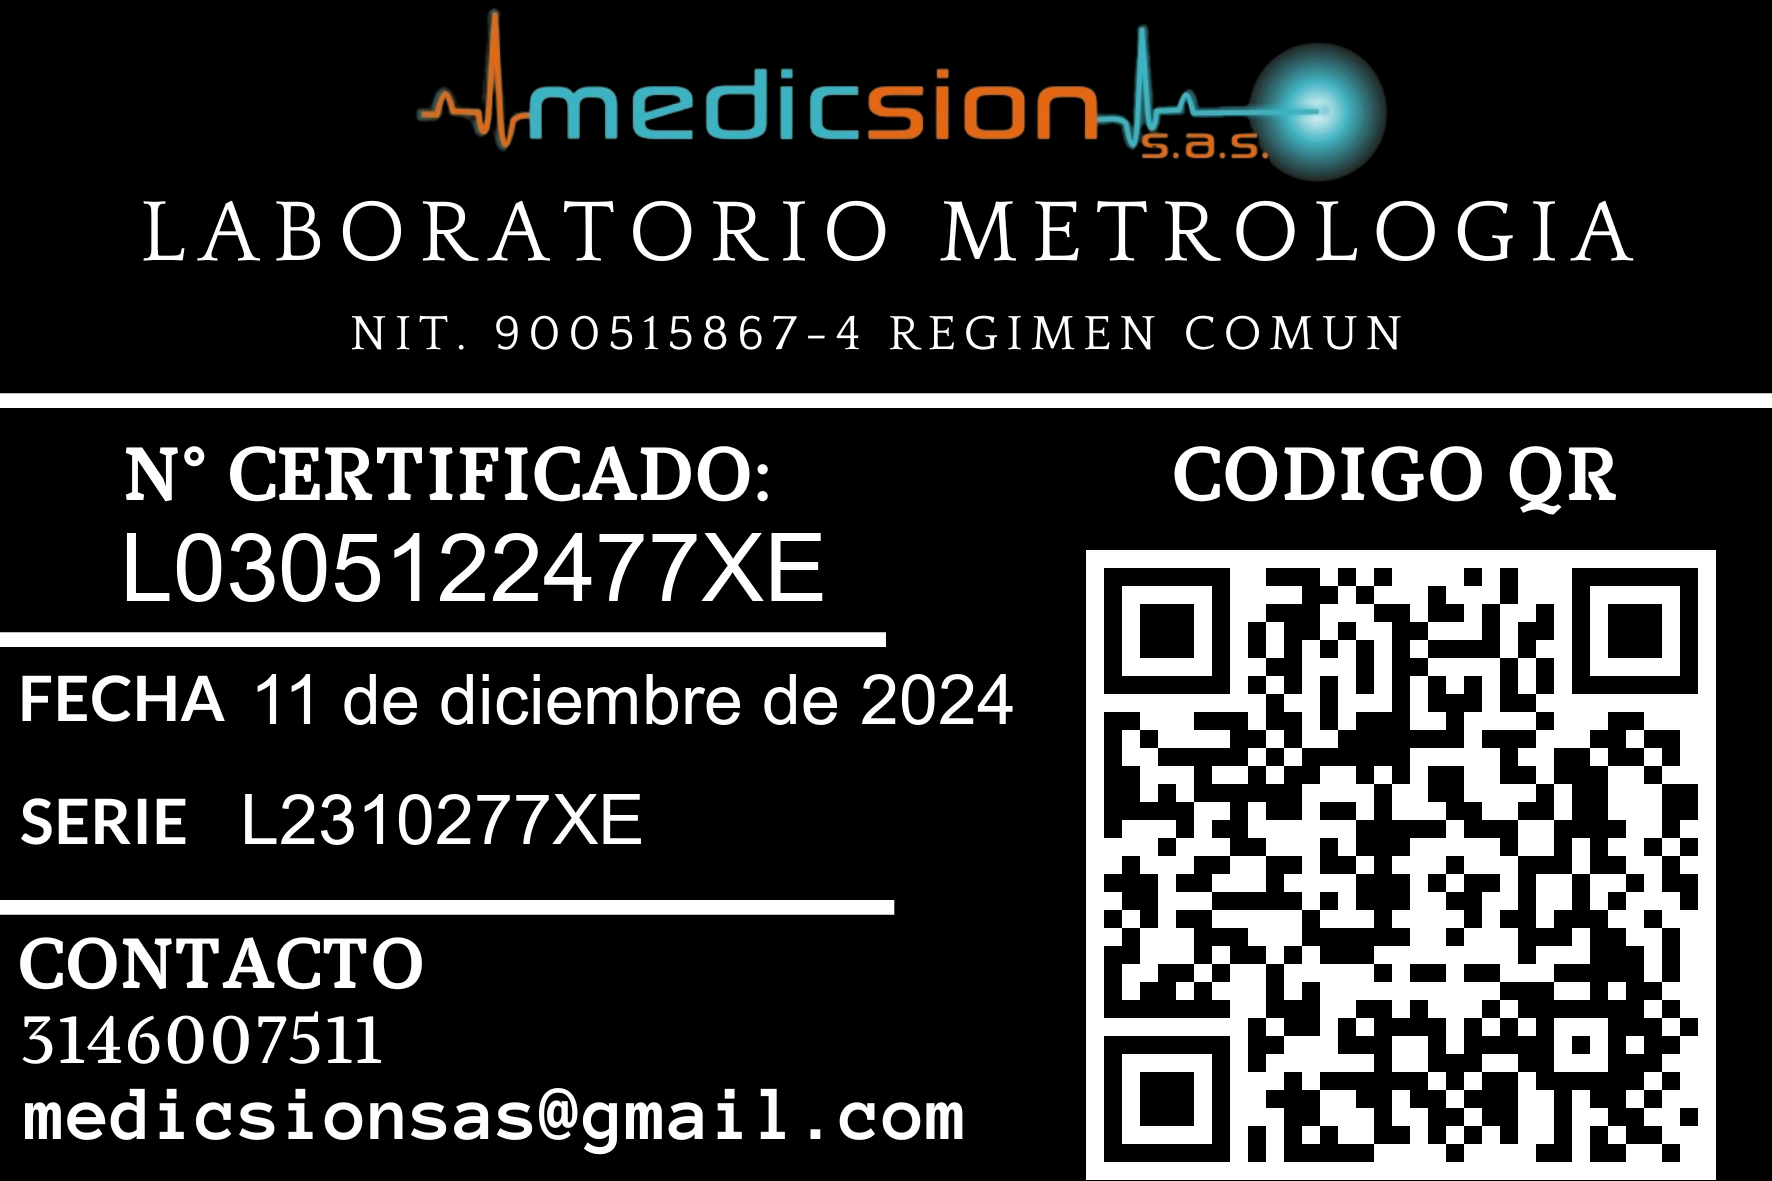 medicsion s.a.s.
LABORATORIO METROLOGIA
NIT. 900515867-4 REGIMEN COMUN
N° CERTIFICADO:
L0305122477XE
CODIGO QR
FECHA 11 de diciembre de 2024
SERIE L2310277XE
CONTACTO
3146007511
medicsionsas@gmail.com